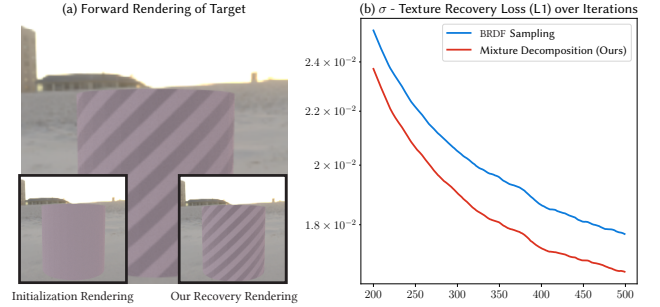 (a) Forward Rendering of Target
Initialization Rendering
Our Recovery Rendering
(b) σ - Texture Recovery Loss (L1) over Iterations
BRDF Sampling
Mixture Decomposition (Ours)
2.4 × 10⁻²
2.2 × 10⁻²
2 × 10⁻²
1.8 × 10⁻²
200 250 300 350 400 450 500